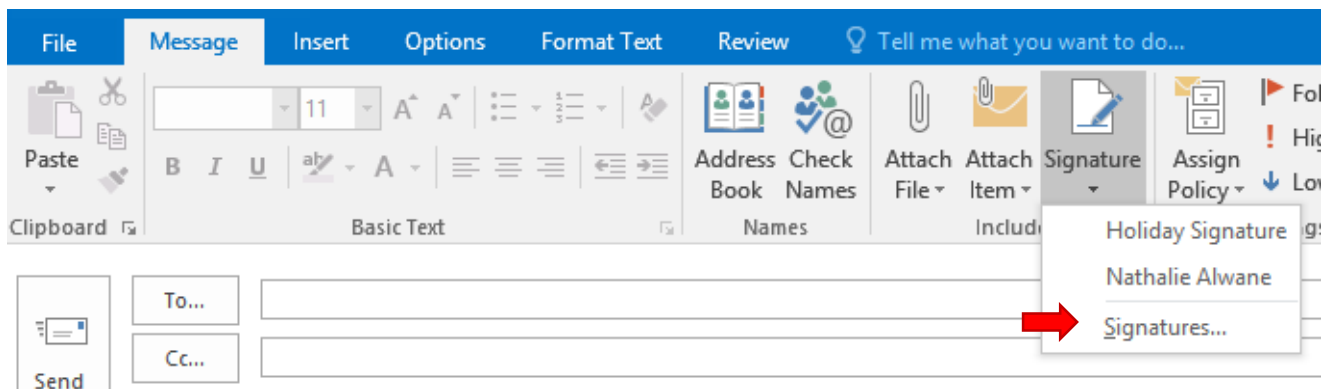 File Message Insert Options Format Text Review Tell me what you want to do...
11 A A
Paste
B I U ab A
Address Book
Check Names
Attach File
Attach Item
Signature
Assign Policy
Clipboard
Basic Text
Names
Holiday Signature
Nathalie Alwane
Signatures...
To...
Cc...
Send